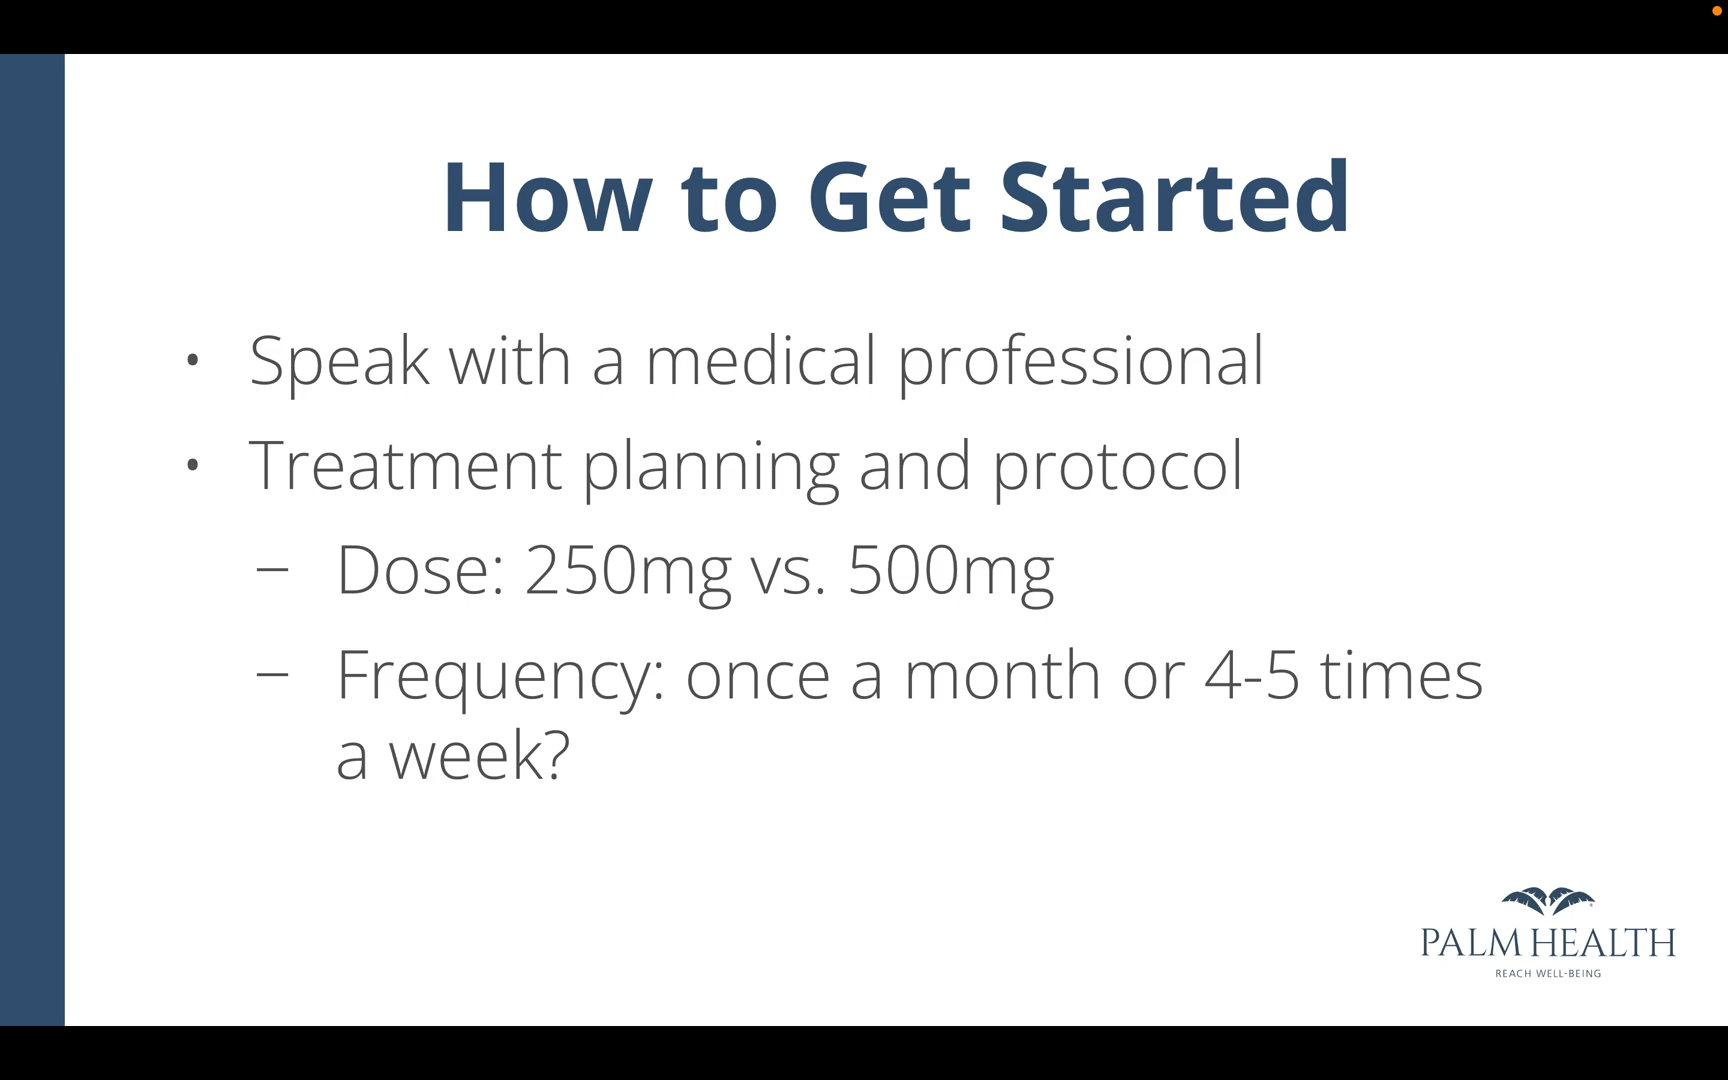 How to Get Started
• Speak with a medical professional
• Treatment planning and protocol
– Dose: 250mg vs. 500mg
– Frequency: once a month or 4-5 times
a week?
PALM HEALTH
REACH WELL-BEING